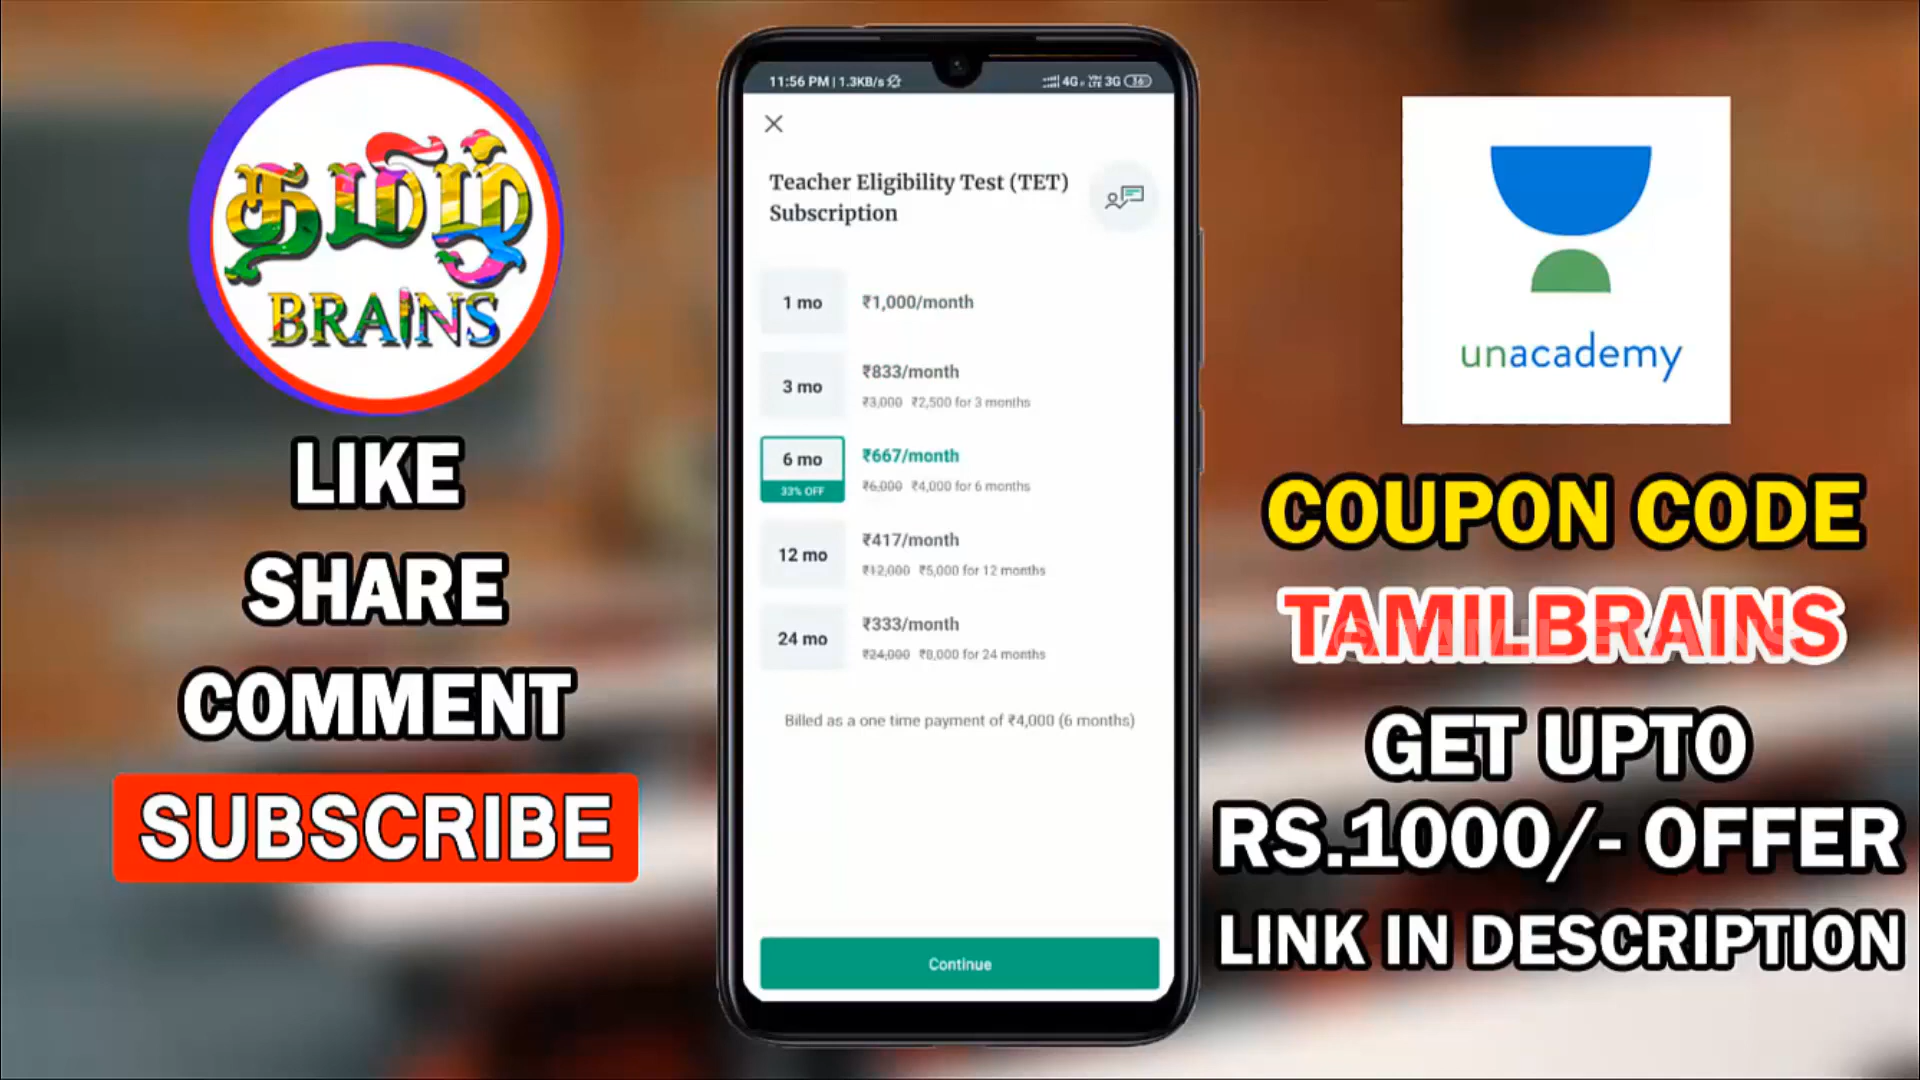 தமிழ்
BRAINS
LIKE
SHARE
COMMENT
SUBSCRIBE
11:56 PM | 1.3KB/s
4G VoLTE 3G 16
Teacher Eligibility Test (TET)
Subscription
1 mo
₹1,000/month
3 mo
₹833/month
₹3,000 ₹2,500 for 3 months
6 mo
33% OFF
₹667/month
₹6,000 ₹4,000 for 6 months
12 mo
₹417/month
₹12,000 ₹5,000 for 12 months
24 mo
₹333/month
₹24,000 ₹8,000 for 24 months
Billed as a one time payment of ₹4,000 (6 months)
Continue
unacademy
COUPON CODE
TAMILBRAINS
© TAMIL BRAINS
GET UPTO
RS.1000/- OFFER
LINK IN DESCRIPTION